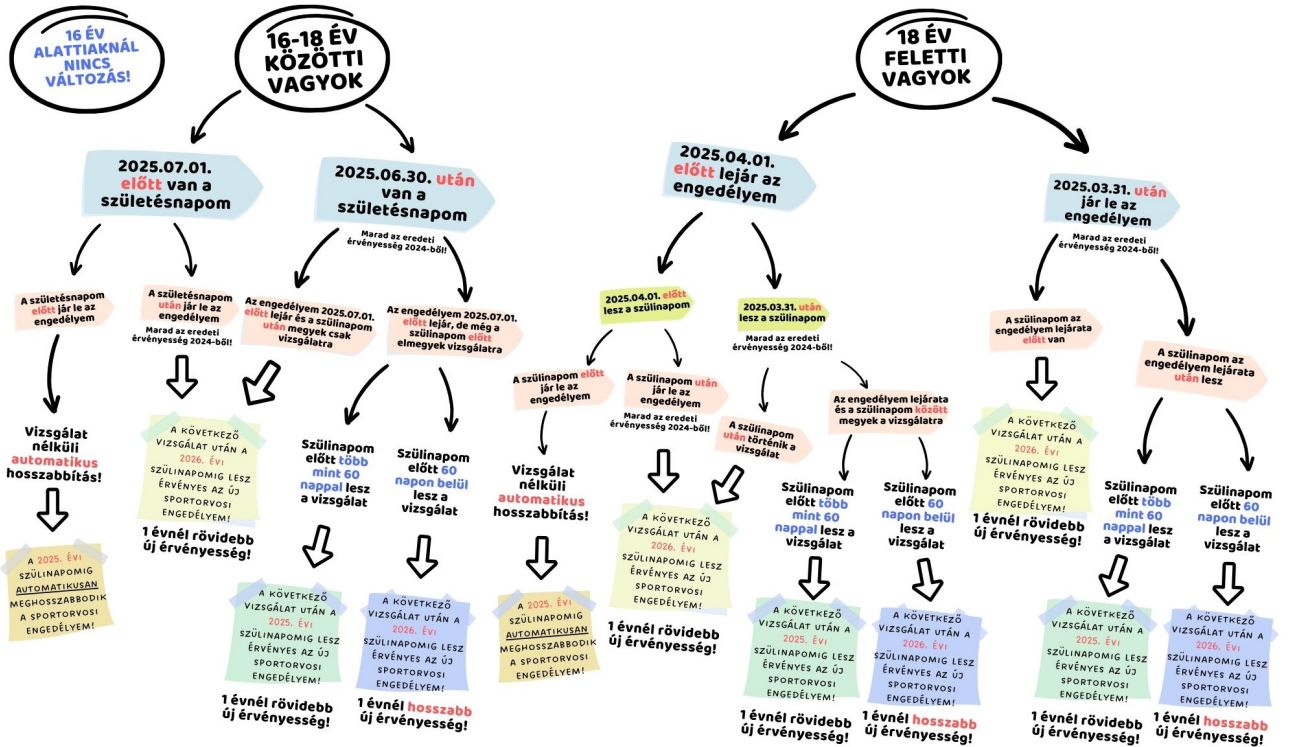 16 ÉV
ALATTIAKNÁL
NINCS
VÁLTOZÁS!
16-18 ÉV
KÖZÖTTI
VAGYOK
18 ÉV
FELETTI
VAGYOK
2025.07.01.
előtt van a
születésnapom
2025.06.30. után
van a
születésnapom
Marad az eredeti
érvényesség 2024-ből!
2025.04.01.
előtt lejár az
engedélyem
2025.03.31. után
jár le az
engedélyem
Marad az eredeti
érvényesség 2024-ből!
A születésnapom
előtt jár le az
engedélyem
A születésnapom
után jár le az
engedélyem
Marad az eredeti
érvényesség 2024-ből!
Az engedélyem 2025.07.01.
előtt lejár és a szülinapom
után megyek csak
vizsgálatra
Az engedélyem 2025.07.01.
előtt lejár, de még a
szülinapom előtt
elmegyek vizsgálatra
2025.04.01. előtt
lesz a szülinapom
2025.03.31. után
lesz a szülinapom
Marad az eredeti
érvényesség 2024-ből!
A szülinapom az
engedélyem lejárata
előtt van
A szülinapom az
engedélyem lejárata
után lesz
A szülinapom előtt
jár le az
engedélyem
A szülinapom után
jár le az
engedélyem
Marad az eredeti
érvényesség 2024-ből!
A szülinapom
után történik a
vizsgálat
Az engedélyem lejárata
és a szülinapom között
megyek a vizsgálatra
Vizsgálat
nélküli
automatikus
hosszabbítás!
A KÖVETKEZŐ
VIZSGÁLAT UTÁN A
2026. ÉVI
SZÜLINAPOMIG LESZ
ÉRVÉNYES AZ ÚJ
SPORTORVOSI
ENGEDÉLYEM!
1 évnél rövidebb
új érvényesség!
Szülinapom
előtt több
mint 60
nappal lesz
a vizsgálat
Szülinapom
előtt 60
napon belül
lesz a
vizsgálat
Vizsgálat
nélküli
automatikus
hosszabbítás!
A KÖVETKEZŐ
VIZSGÁLAT UTÁN A
2026. ÉVI
SZÜLINAPOMIG LESZ
ÉRVÉNYES AZ ÚJ
SPORTORVOSI
ENGEDÉLYEM!
1 évnél rövidebb
új érvényesség!
Szülinapom
előtt több
mint 60
nappal lesz a
vizsgálat
Szülinapom
előtt 60
napon belül
lesz a
vizsgálat
A KÖVETKEZŐ
VIZSGÁLAT UTÁN A
2026. ÉVI
SZÜLINAPOMIG LESZ
ÉRVÉNYES AZ ÚJ
SPORTORVOSI
ENGEDÉLYEM!
1 évnél rövidebb
új érvényesség!
Szülinapom
előtt több
mint 60
nappal lesz
a vizsgálat
Szülinapom
előtt 60
napon belül
lesz a
vizsgálat
A 2025. ÉVI
SZÜLINAPOMIG
AUTOMATIKUSAN
MEGHOSSZABBODIK
A SPORTORVOSI
ENGEDÉLYEM!
A KÖVETKEZŐ
VIZSGÁLAT UTÁN A
2025. ÉVI
SZÜLINAPOMIG LESZ
ÉRVÉNYES AZ ÚJ
SPORTORVOSI
ENGEDÉLYEM!
1 évnél rövidebb
új érvényesség!
A KÖVETKEZŐ
VIZSGÁLAT UTÁN A
2026. ÉVI
SZÜLINAPOMIG LESZ
ÉRVÉNYES AZ ÚJ
SPORTORVOSI
ENGEDÉLYEM!
1 évnél hosszabb
új érvényesség!
A 2025. ÉVI
SZÜLINAPOMIG
AUTOMATIKUSAN
MEGHOSSZABBODIK
A SPORTORVOSI
ENGEDÉLYEM!
A KÖVETKEZŐ
VIZSGÁLAT UTÁN A
2025. ÉVI
SZÜLINAPOMIG LESZ
ÉRVÉNYES AZ ÚJ
SPORTORVOSI
ENGEDÉLYEM!
1 évnél rövidebb
új érvényesség!
A KÖVETKEZŐ
VIZSGÁLAT UTÁN A
2026. ÉVI
SZÜLINAPOMIG LESZ
ÉRVÉNYES AZ ÚJ
SPORTORVOSI
ENGEDÉLYEM!
1 évnél hosszabb
új érvényesség!
A KÖVETKEZŐ
VIZSGÁLAT UTÁN A
2025. ÉVI
SZÜLINAPOMIG LESZ
ÉRVÉNYES AZ ÚJ
SPORTORVOSI
ENGEDÉLYEM!
1 évnél rövidebb
új érvényesség!
A KÖVETKEZŐ
VIZSGÁLAT UTÁN A
2026. ÉVI
SZÜLINAPOMIG LESZ
ÉRVÉNYES AZ ÚJ
SPORTORVOSI
ENGEDÉLYEM!
1 évnél hosszabb
új érvényesség!